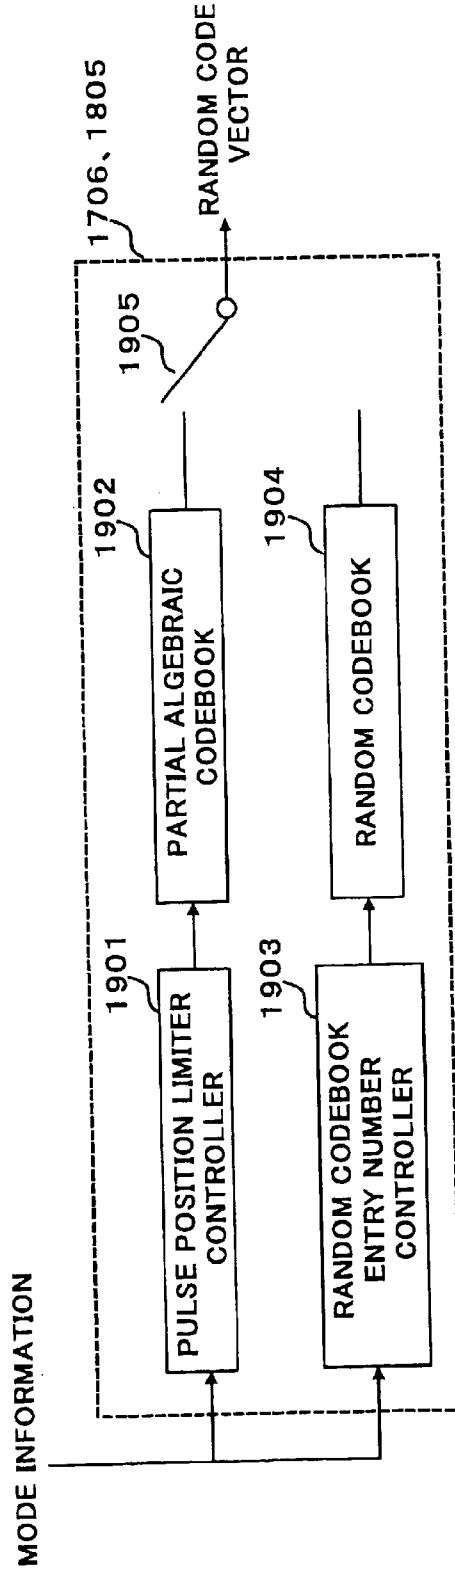 MODE INFORMATION
1706、1805
1901
PULSE POSITION LIMITER
CONTROLLER
1902
PARTIAL ALGEBRAIC
CODEBOOK
1905
RANDOM CODE
VECTOR
1903
RANDOM CODEBOOK
ENTRY NUMBER
CONTROLLER
1904
RANDOM CODEBOOK